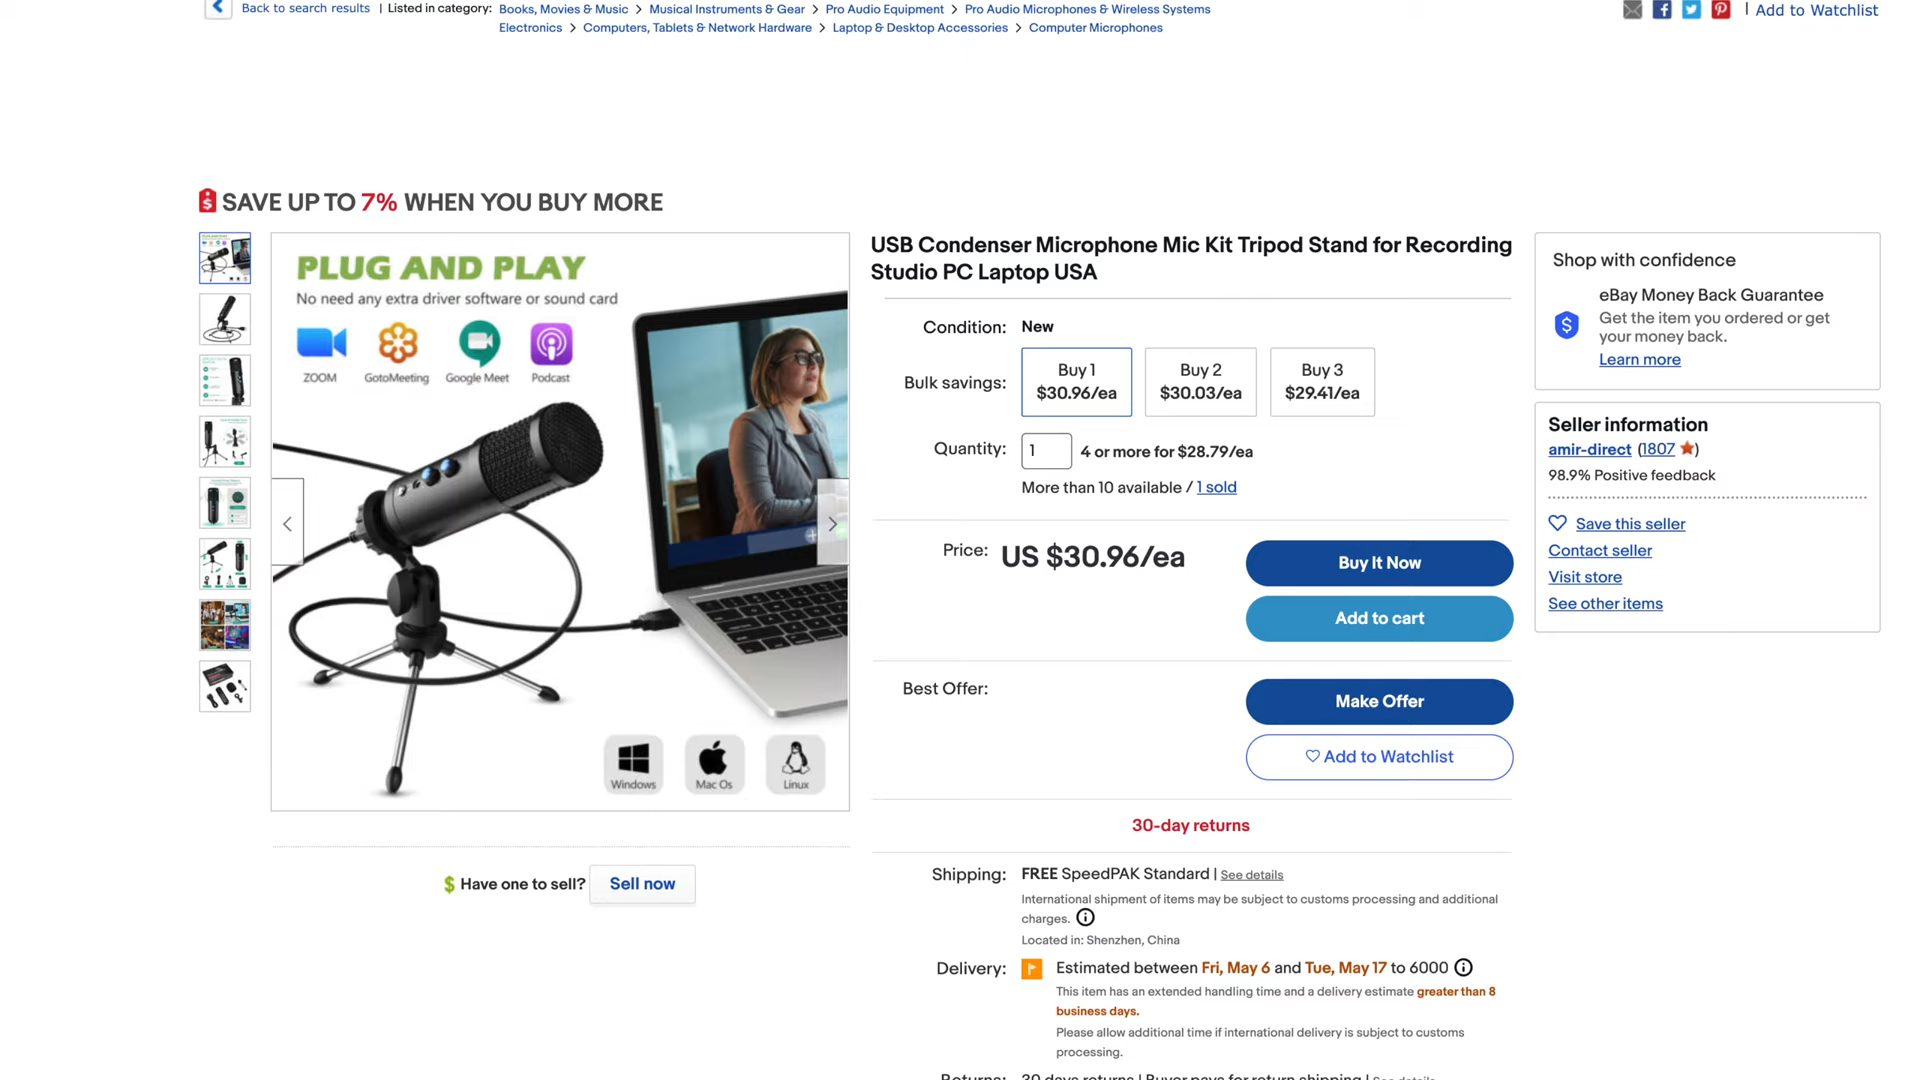 Back to search results | Listed in category: Books, Movies & Music > Musical Instruments & Gear > Pro Audio Equipment > Pro Audio Microphones & Wireless Systems
Electronics > Computers, Tablets & Network Hardware > Laptop & Desktop Accessories > Computer Microphones
| Add to Watchlist
SAVE UP TO 7% WHEN YOU BUY MORE
PLUG AND PLAY
No need any extra driver software or sound card
ZOOM GotoMeeting Google Meet Podcast
Windows Mac Os Linux
Have one to sell? Sell now
USB Condenser Microphone Mic Kit Tripod Stand for Recording
Studio PC Laptop USA
Condition: New
Bulk savings:
Buy 1
$30.96/ea
Buy 2
$30.03/ea
Buy 3
$29.41/ea
Quantity: 1 4 or more for $28.79/ea
More than 10 available / 1 sold
Price: US $30.96/ea
Buy It Now
Add to cart
Best Offer:
Make Offer
Add to Watchlist
30-day returns
Shipping: FREE SpeedPAK Standard | See details
International shipment of items may be subject to customs processing and additional
charges.
Located in: Shenzhen, China
Delivery: Estimated between Fri, May 6 and Tue, May 17 to 6000
This item has an extended handling time and a delivery estimate greater than 8
business days.
Please allow additional time if international delivery is subject to customs
processing.
Returns: 30 days returns | Buyer pays for return shipping | See details
Shop with confidence
eBay Money Back Guarantee
Get the item you ordered or get
your money back.
Learn more
Seller information
amir-direct (1807)
98.9% Positive feedback
Save this seller
Contact seller
Visit store
See other items